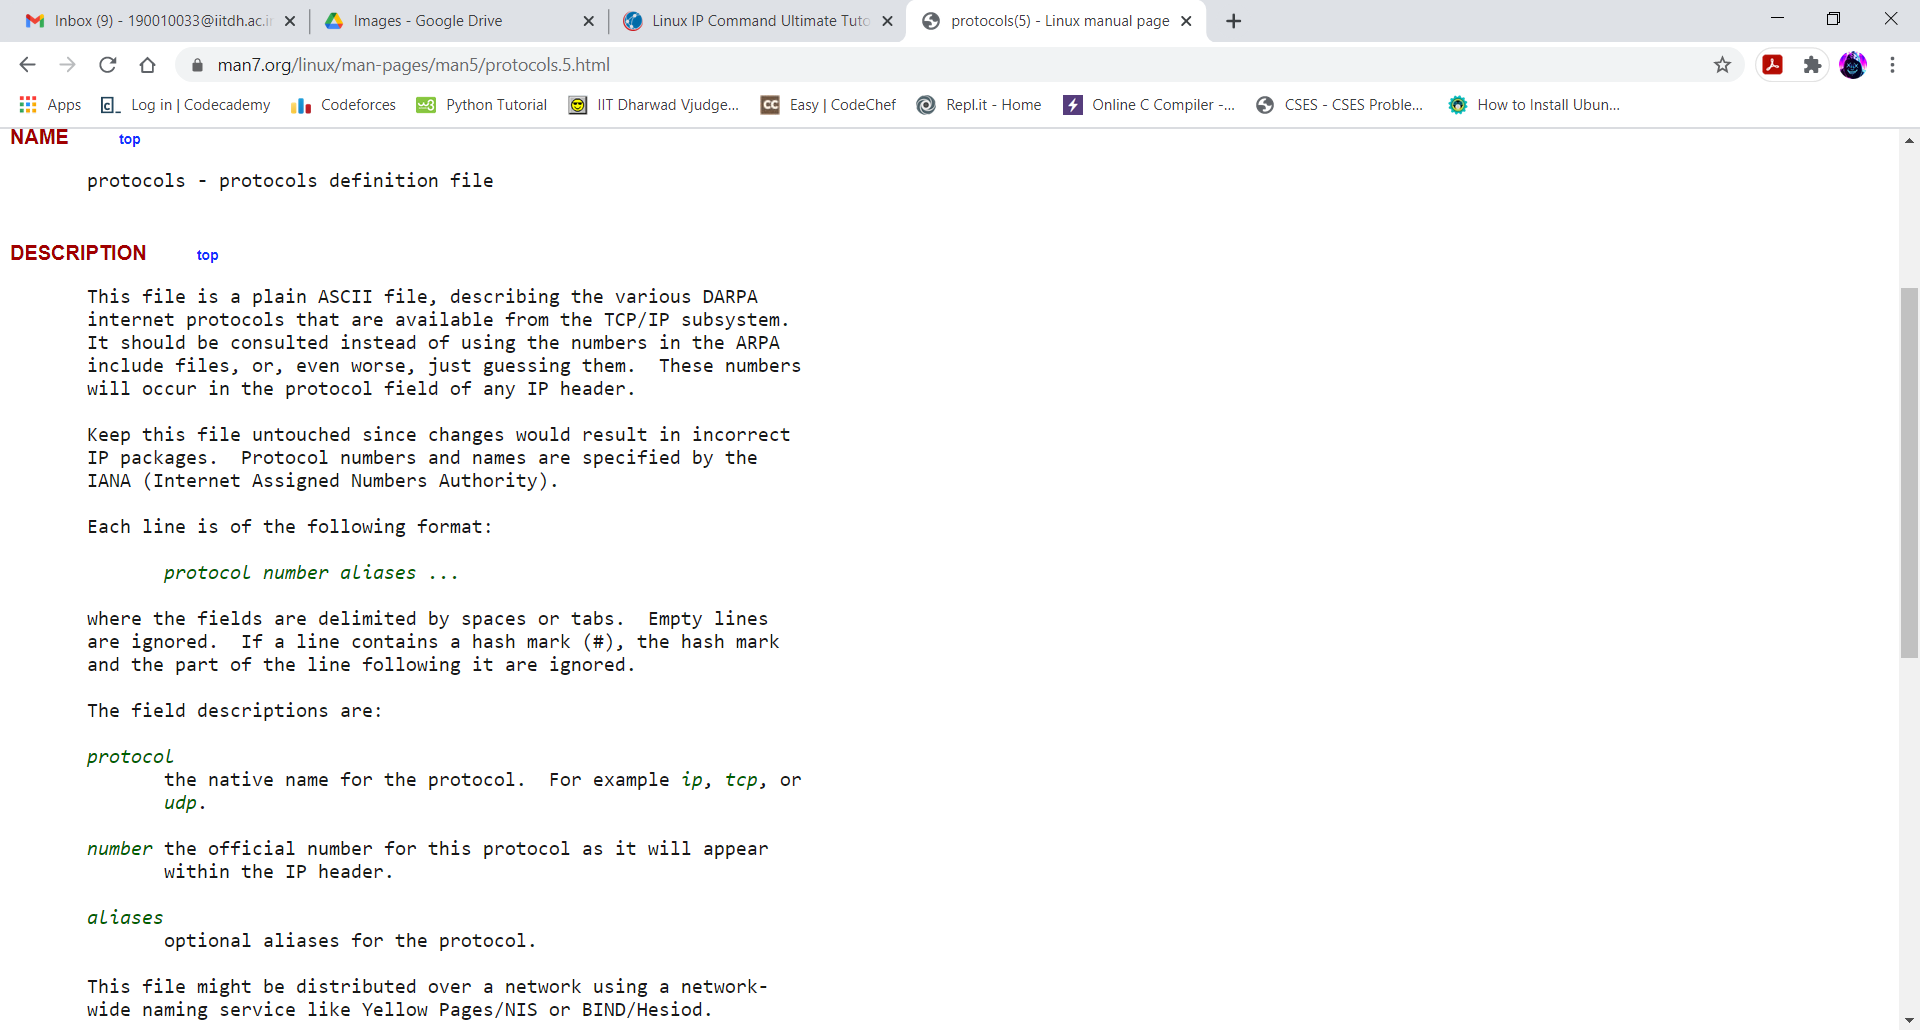 Inbox (9) - 190010033@iitdh.ac.in
Images - Google Drive
Linux IP Command Ultimate Tuto
protocols(5) - Linux manual page
man7.org/linux/man-pages/man5/protocols.5.html
Apps
Log in | Codecademy
Codeforces
Python Tutorial
IIT Dharwad Vjudge...
Easy | CodeChef
Repl.it - Home
Online C Compiler -...
CSES - CSES Proble...
How to Install Ubun...
NAME top
protocols - protocols definition file
DESCRIPTION top
This file is a plain ASCII file, describing the various DARPA
internet protocols that are available from the TCP/IP subsystem.
It should be consulted instead of using the numbers in the ARPA
include files, or, even worse, just guessing them. These numbers
will occur in the protocol field of any IP header.
Keep this file untouched since changes would result in incorrect
IP packages. Protocol numbers and names are specified by the
IANA (Internet Assigned Numbers Authority).
Each line is of the following format:
protocol number aliases ...
where the fields are delimited by spaces or tabs. Empty lines
are ignored. If a line contains a hash mark (#), the hash mark
and the part of the line following it are ignored.
The field descriptions are:
protocol
the native name for the protocol. For example ip, tcp, or
udp.
number the official number for this protocol as it will appear
within the IP header.
aliases
optional aliases for the protocol.
This file might be distributed over a network using a network-
wide naming service like Yellow Pages/NIS or BIND/Hesiod.